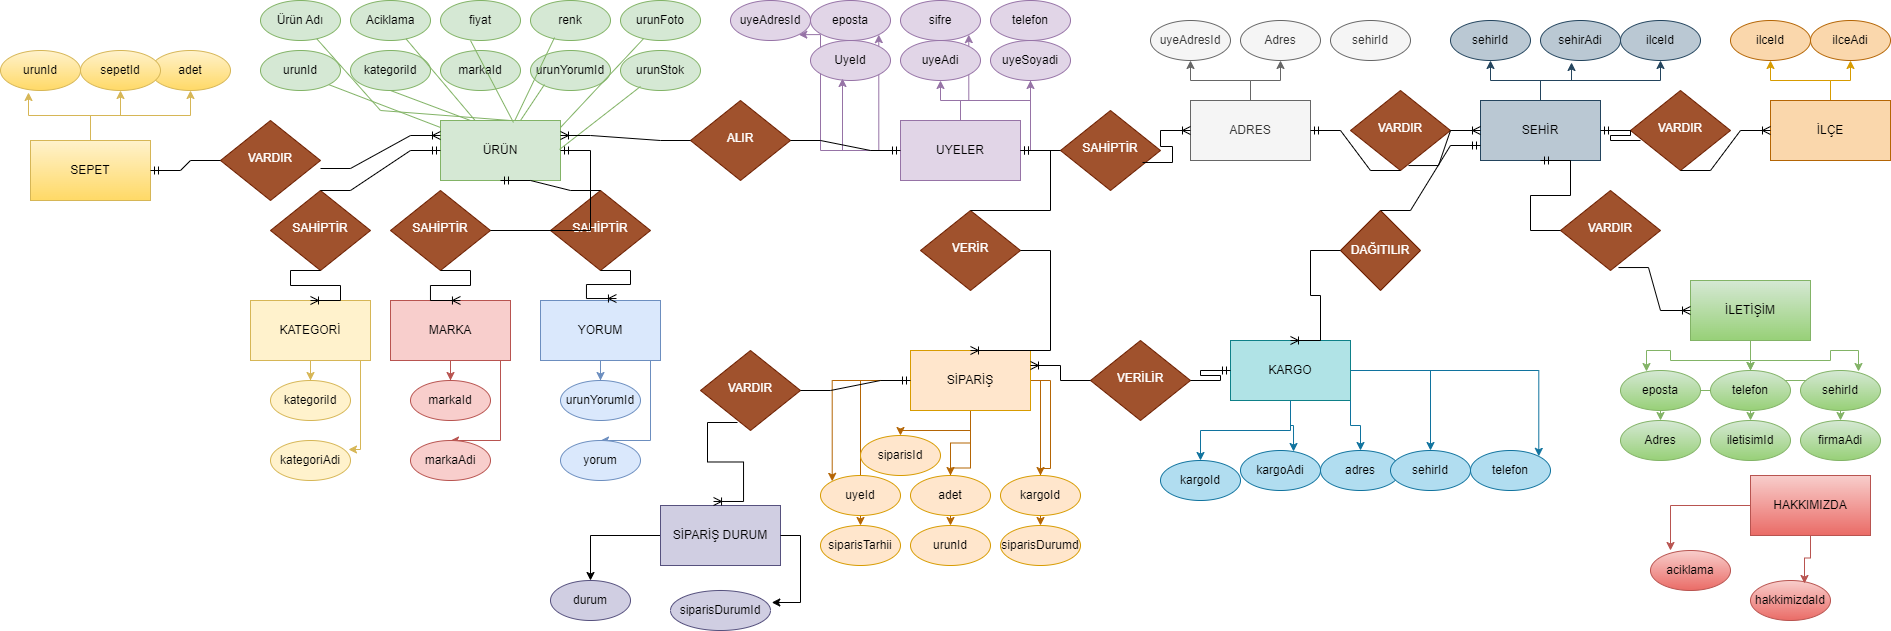 Ürün Adı
Aciklama
fiyat
renk
urunFoto
uyeAdresId
eposta
sifre
telefon
uyeAdresId
Adres
sehirId
sehirId
sehirAdi
ilceId
ilceId
ilceAdi
urunId
sepetId
adet
urunId
kategoriId
markaId
urunYorumId
urunStok
UyeId
uyeAdi
uyeSoyadi
SEPET
VARDIR
ÜRÜN
ALIR
UYELER
SAHİPTİR
ADRES
VARDIR
SEHİR
VARDIR
İLÇE
SAHİPTİR
SAHİPTİR
SAHİPTİR
VERİR
DAĞITILIR
VARDIR
KATEGORİ
MARKA
YORUM
İLETİŞİM
VARDIR
SİPARİŞ
VERİLİR
KARGO
kategoriId
markaId
urunYorumId
eposta
telefon
sehirId
kategoriAdi
markaAdi
yorum
siparisId
kargoId
kargoAdi
adres
sehirId
telefon
Adres
iletisimId
firmaAdi
uyeId
adet
kargoId
siparisTarhii
urunId
siparisDurumd
SİPARİŞ DURUM
HAKKIMIZDA
durum
siparisDurumId
aciklama
hakkimizdaId